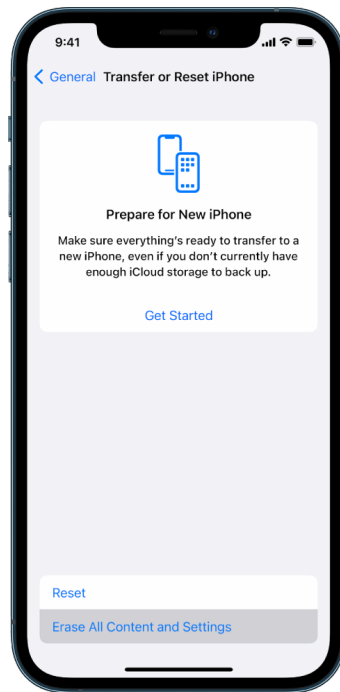 9:41
General Transfer or Reset iPhone
Prepare for New iPhone
Make sure everything's ready to transfer to a
new iPhone, even if you don't currently have
enough iCloud storage to back up.
Get Started
Reset
Erase All Content and Settings